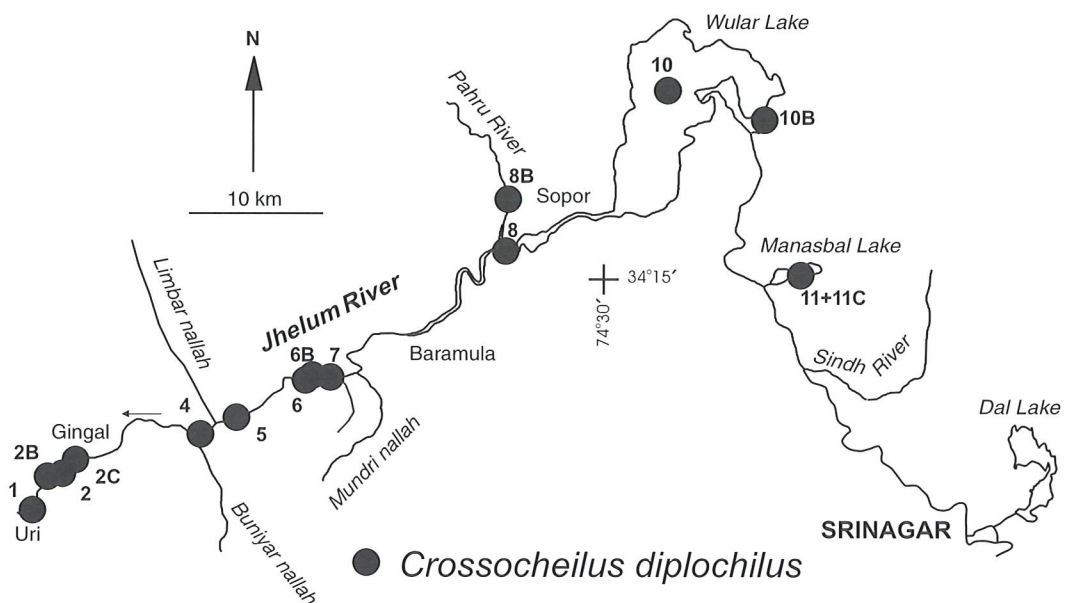 Wular Lake
N
10
Pahru River
10B
8B
Sopor
10 km
8
Manasbal Lake
Limbar nallah
34°15′
Jhelum River
74°30′
11+11C
Baramula
6B
7
Sindh River
6
4
5
Dal Lake
Gingal
2B
2C
2
Mundri nallah
1
Uri
Buniyar nallah
SRINAGAR
Crossocheilus diplochilus